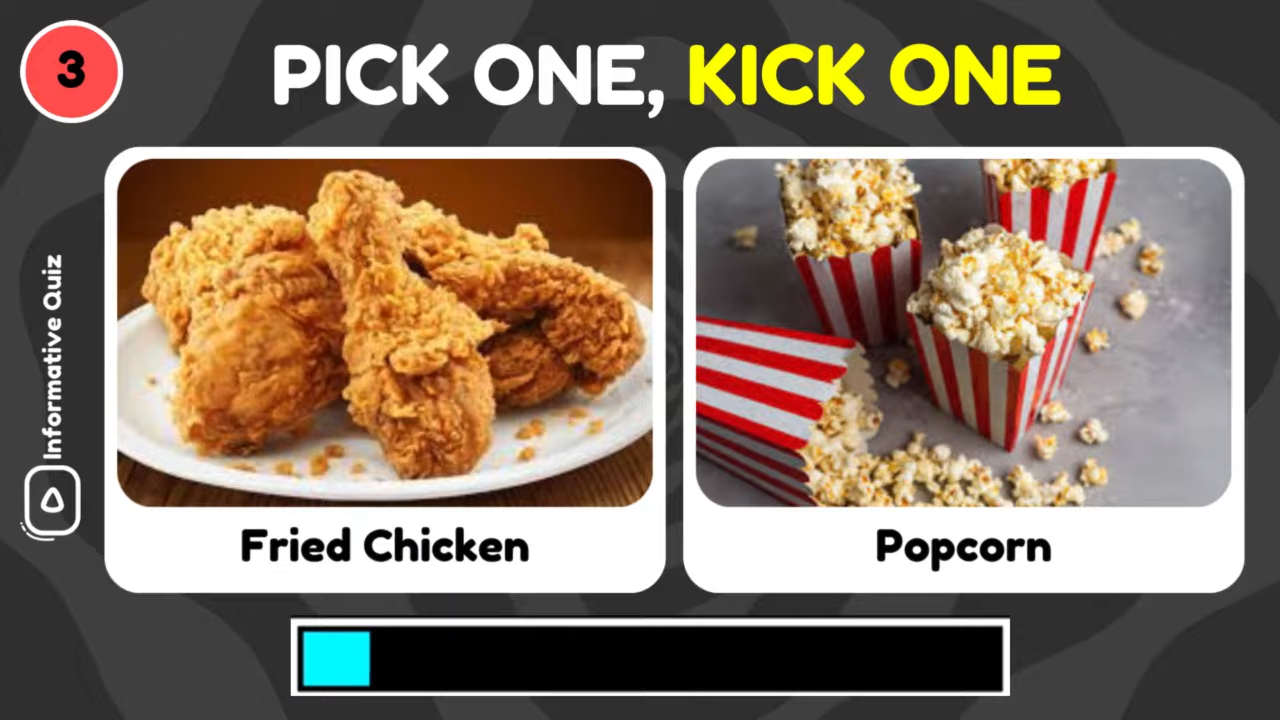 3
PICK ONE, KICK ONE
Informative Quiz
Fried Chicken
Popcorn